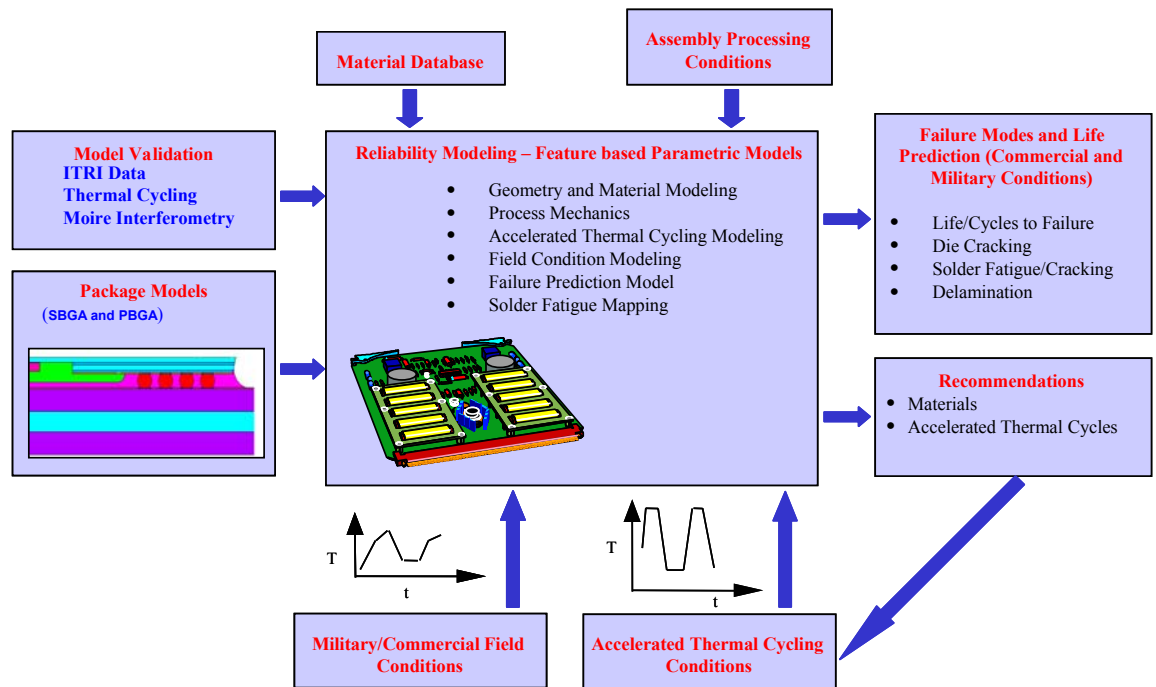 Material Database
Assembly Processing
Conditions
Model Validation
ITRI Data
Thermal Cycling
Moire Interferometry
Package Models
(SBGA and PBGA)
Reliability Modeling – Feature based Parametric Models
• Geometry and Material Modeling
• Process Mechanics
• Accelerated Thermal Cycling Modeling
• Field Condition Modeling
• Failure Prediction Model
• Solder Fatigue Mapping
Failure Modes and Life
Prediction (Commercial and
Military Conditions)
• Life/Cycles to Failure
• Die Cracking
• Solder Fatigue/Cracking
• Delamination
Recommendations
• Materials
• Accelerated Thermal Cycles
T
t
T
t
Military/Commercial Field
Conditions
Accelerated Thermal Cycling
Conditions